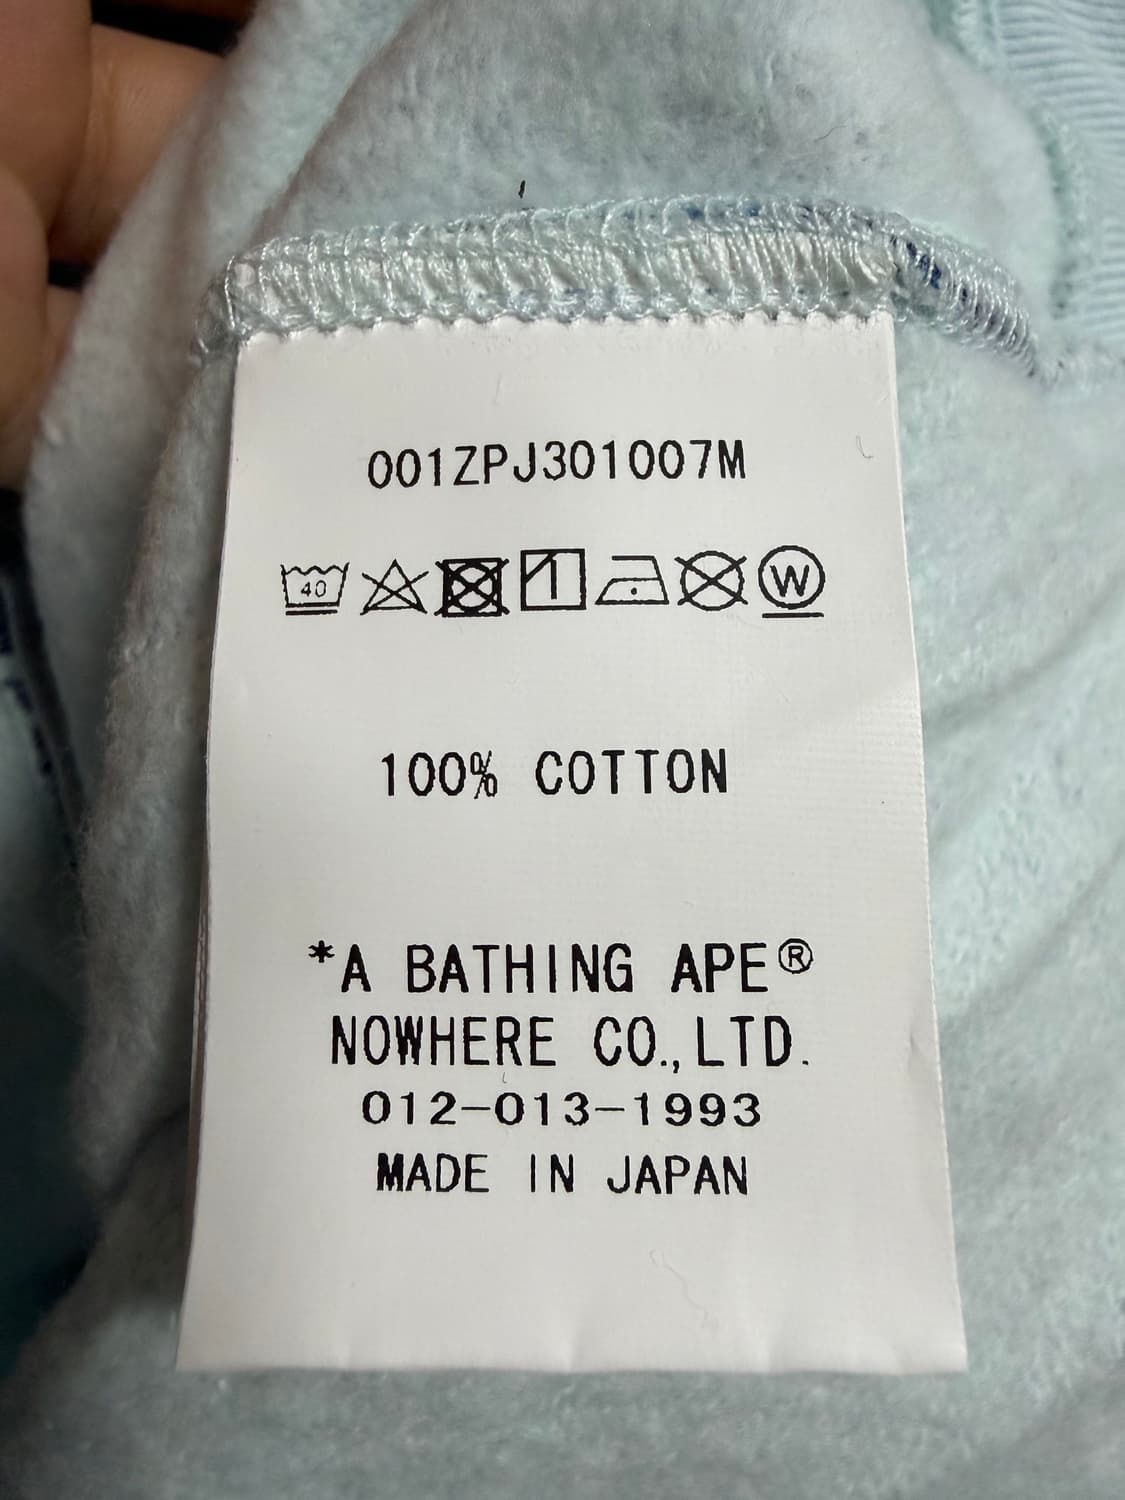 001ZPJ301007M
40 W
100% COTTON
*A BATHING APE®
NOWHERE CO.,LTD.
012-013-1993
MADE IN JAPAN